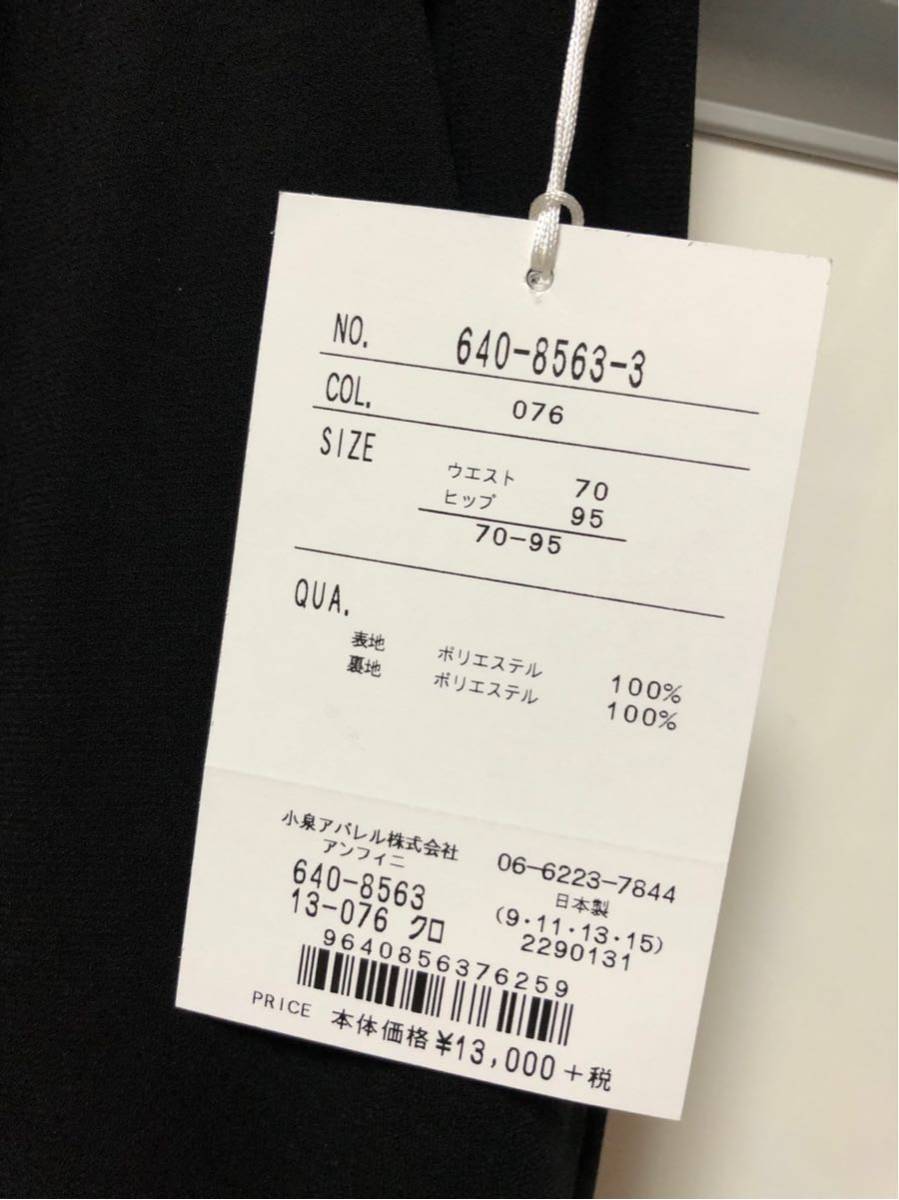 NO. 640-8563-3
COL. 076
SIZE
ウエスト 70
ヒップ 95
70-95
QUA.
表地 ポリエステル 100%
裏地 ポリエステル 100%
小泉アパレル株式会社 06-6223-7844
アンフィニ 日本製
640-8563 (9・11・13・15)
13-076 クロ 2290131
9640856376259
PRICE 本体価格¥13,000+税